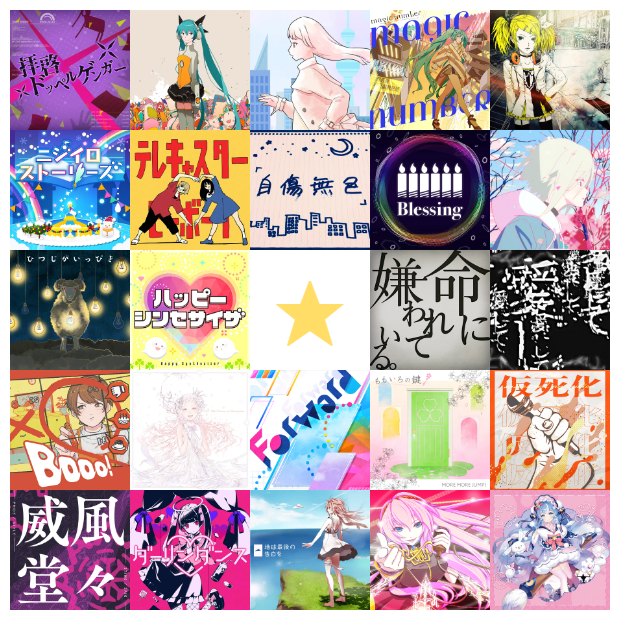 拝啓
ドッペルゲンガー
magic number
magic
number
ニジイロ
ストーリーズ
テレキャスター
ビーボーイ
自傷無色
Blessing
ひつじがいっぴき
ハッピー
シンセサイザ
Happy Synthesizer
命に
嫌われて
いる。
BOOO!
Forward
ももいろの鍵
MORE MORE JUMP!
仮死化
威風
堂々
ダーリンダンス
地球最後の
告白を